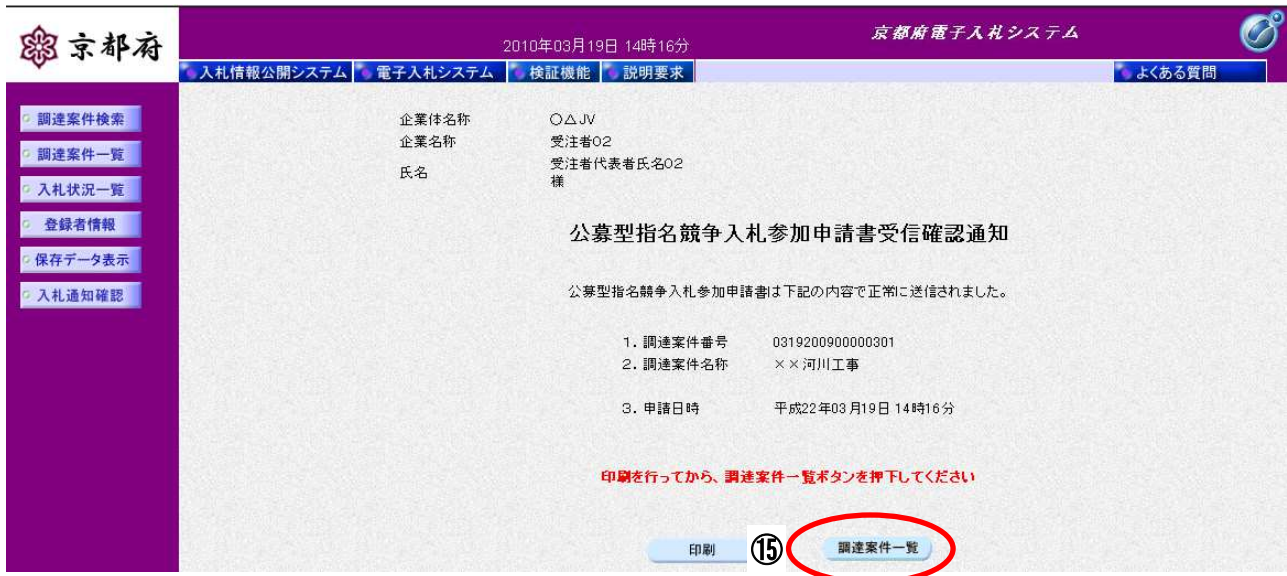 京都府
2010年03月19日 14時16分
京都府電子入札システム
入札情報公開システム 電子入札システム 検証機能 説明要求 よくある質問
調達案件検索
調達案件一覧
入札状況一覧
登録者情報
保存データ表示
入札通知確認
企業体名称 〇△JV
企業名称 受注者02
氏名 受注者代表者氏名02
様
公募型指名競争入札参加申請書受信確認通知
公募型指名競争入札参加申請書は下記の内容で正常に送信されました。
1. 調達案件番号 0319200900000301
2. 調達案件名称 ××河川工事
3. 申請日時 平成22年03月19日 14時16分
印刷を行ってから、調達案件一覧ボタンを押下してください
印刷 ⑮ 調達案件一覧